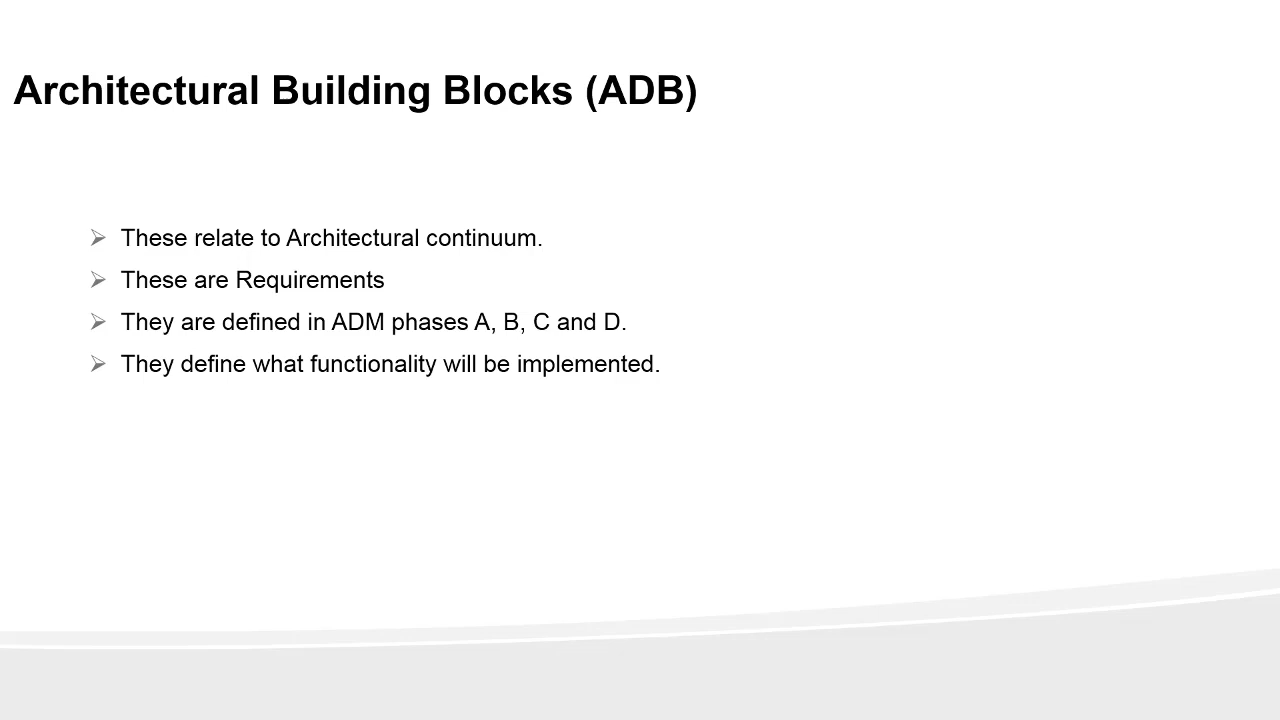 Architectural Building Blocks (ADB)
These relate to Architectural continuum.
These are Requirements
They are defined in ADM phases A, B, C and D.
They define what functionality will be implemented.